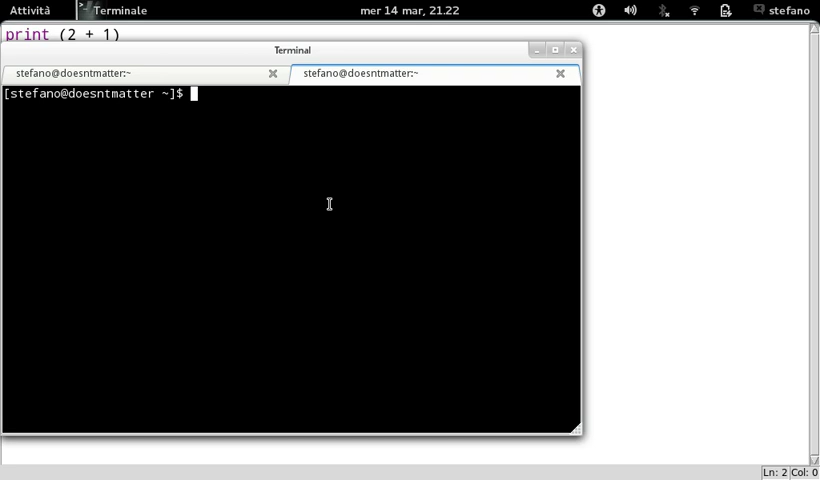 Attività Terminale mer 14 mar, 21.22 stefano
print (2 + 1)
Terminal
stefano@doesntmatter:~ stefano@doesntmatter:~
[stefano@doesntmatter ~]$
Ln: 2 Col: 0